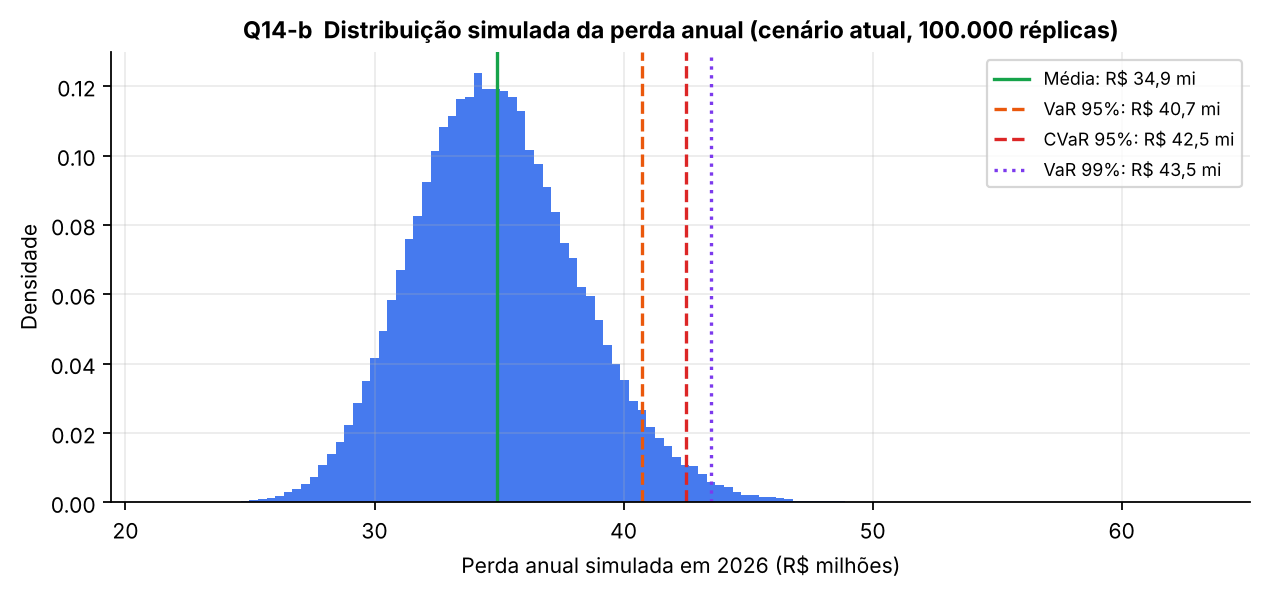 Q14-b  Distribuição simulada da perda anual (cenário atual, 100.000 réplicas)
Média: R$ 34,9 mi
VaR 95%: R$ 40,7 mi
CVaR 95%: R$ 42,5 mi
VaR 99%: R$ 43,5 mi
Densidade
0.12
0.10
0.08
0.06
0.04
0.02
0.00
20 30 40 50 60
Perda anual simulada em 2026 (R$ milhões)